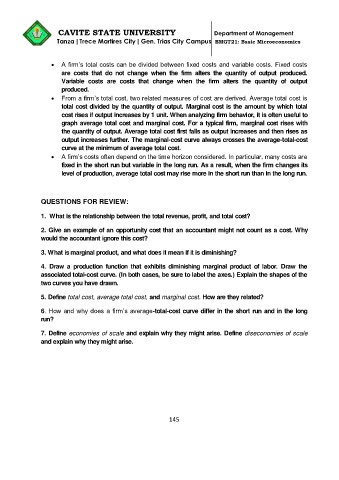 CAVITE STATE UNIVERSITY
Department of Management
Tanza | Trece Martires City | Gen. Trias City Campus
BMGT21: Basic Microeconomics
• A firm's total costs can be divided between fixed costs and variable costs. Fixed costs
are costs that do not change when the firm alters the quantity of output produced.
Variable costs are costs that change when the firm alters the quantity of output
produced.
• From a firm's total cost, two related measures of cost are derived. Average total cost is
total cost divided by the quantity of output. Marginal cost is the amount by which total
cost rises if output increases by 1 unit. When analyzing firm behavior, it is often useful to
graph average total cost and marginal cost. For a typical firm, marginal cost rises with
the quantity of output. Average total cost first falls as output increases and then rises as
output increases further. The marginal-cost curve always crosses the average-total-cost
curve at the minimum of average total cost.
• A firm's costs often depend on the time horizon considered. In particular, many costs are
fixed in the short run but variable in the long run. As a result, when the firm changes its
level of production, average total cost may rise more in the short run than in the long run.
QUESTIONS FOR REVIEW:
1. What is the relationship between the total revenue, profit, and total cost?
2. Give an example of an opportunity cost that an accountant might not count as a cost. Why
would the accountant ignore this cost?
3. What is marginal product, and what does it mean if it is diminishing?
4. Draw a production function that exhibits diminishing marginal product of labor. Draw the
associated total-cost curve. (In both cases, be sure to label the axes.) Explain the shapes of the
two curves you have drawn.
5. Define total cost, average total cost, and marginal cost. How are they related?
6. How and why does a firm's average-total-cost curve differ in the short run and in the long
run?
7. Define economies of scale and explain why they might arise. Define diseconomies of scale
and explain why they might arise.
145